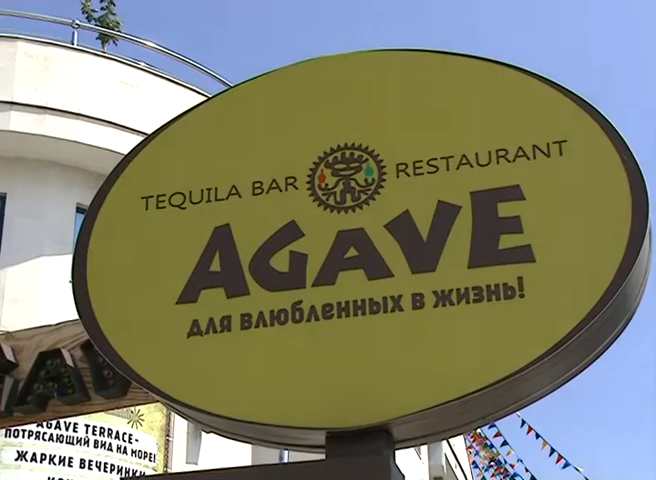 TEQUILA BAR RESTAURANT
AGAVE
ДЛЯ ВЛЮБЛЕННЫХ В ЖИЗНЬ!
AGAVE TERRACE-
ПОТРЯСАЮЩИЙ ВИД НА МОРЕ!
ЖАРКИЕ ВЕЧЕРИНКИ